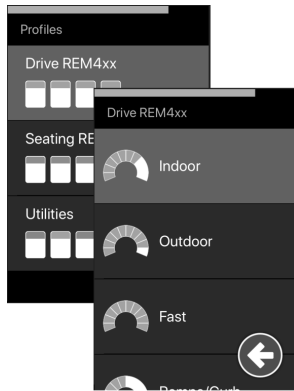 Profiles
Drive REM4xx
Seating RE
Utilities
Drive REM4xx
Indoor
Outdoor
Fast